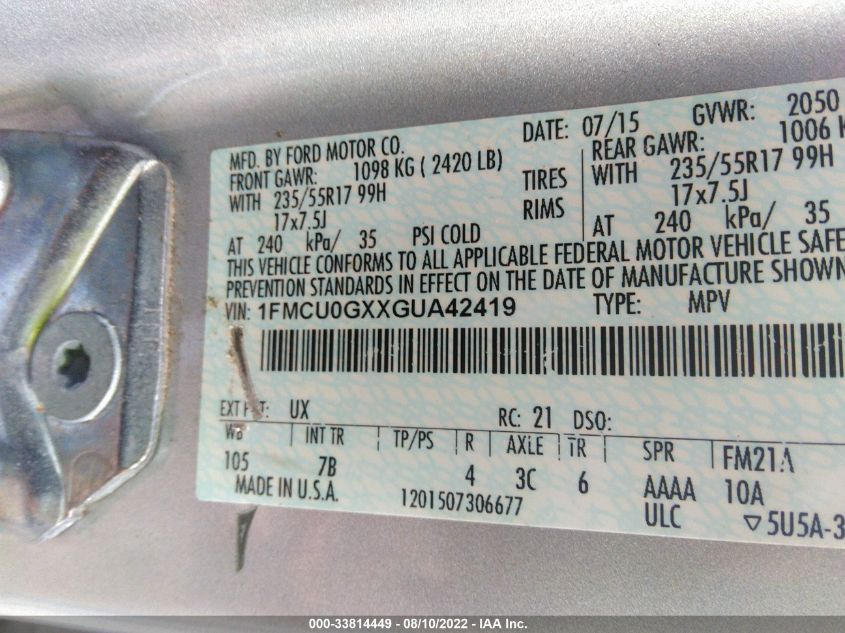 MFD. BY FORD MOTOR CO.
DATE: 07/15
GVWR: 2050
FRONT GAWR: 1098 KG ( 2420 LB)
REAR GAWR: 1006 K
WITH 235/55R17 99H
TIRES
WITH 235/55R17 99H
17x7.5J
RIMS
17x7.5J
AT 240 kPa/ 35 PSI COLD
AT 240 kPa/ 35
THIS VEHICLE CONFORMS TO ALL APPLICABLE FEDERAL MOTOR VEHICLE SAFE
PREVENTION STANDARDS IN EFFECT ON THE DATE OF MANUFACTURE SHOWN
VIN: 1FMCU0GXXGUA42419
TYPE: MPV
EXT PNT: UX
RC: 21 DSO:
WB INT TR TP/PS R AXLE TR SPR FM21A
105 7B 4 3C 6 AAAA 10A
MADE IN U.S.A. 1201507306677 ULC ▽5U5A-3
000-33814449 - 08/10/2022 - IAA Inc.